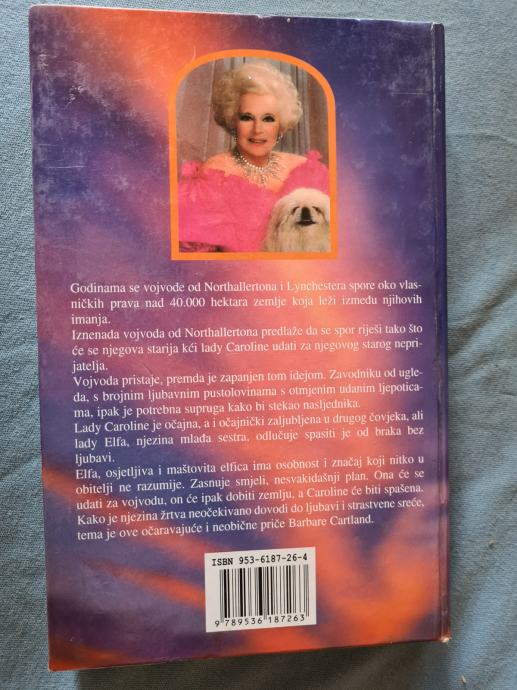 Godinama se vojvode od Northallertona i Lynchestera spore oko vlas-
ničkih prava nad 40.000 hektara zemlje koja leži između njihovih
imanja.
Iznenada vojvoda od Northallertona predlaže da se spor riješi tako što
će se njegova starija kći lady Caroline udati za njegovog starog nepri-
jatelja.
Vojvoda pristaje, premda je zapanjen tom idejom. Zavodniku od ugle-
da, s brojnim ljubavnim pustolovinama s otmjenim udanim ljepotica-
ma, ipak je potrebna supruga kako bi stekao nasljednika.
Lady Caroline je očajna, a i očajnički zaljubljena u drugog čovjeka, ali
lady Elfa, njezina mlađa sestra, odlučuje spasiti je od braka bez
ljubavi.
Elfa, osjetljiva i maštovita elfica ima osobnost i značaj koji nitko u
obitelji ne razumije. Zasnuje smjeli, nesvakidašnji plan. Ona će se
udati za vojvodu, on će ipak dobiti zemlju, a Caroline će biti spašena.
Kako je njezina žrtva neočekivano dovodi do ljubavi i strastvene sreće,
tema je ove očaravajuće i neobične priče Barbare Cartland.
ISBN 953-6187-26-4
9 789536 187263